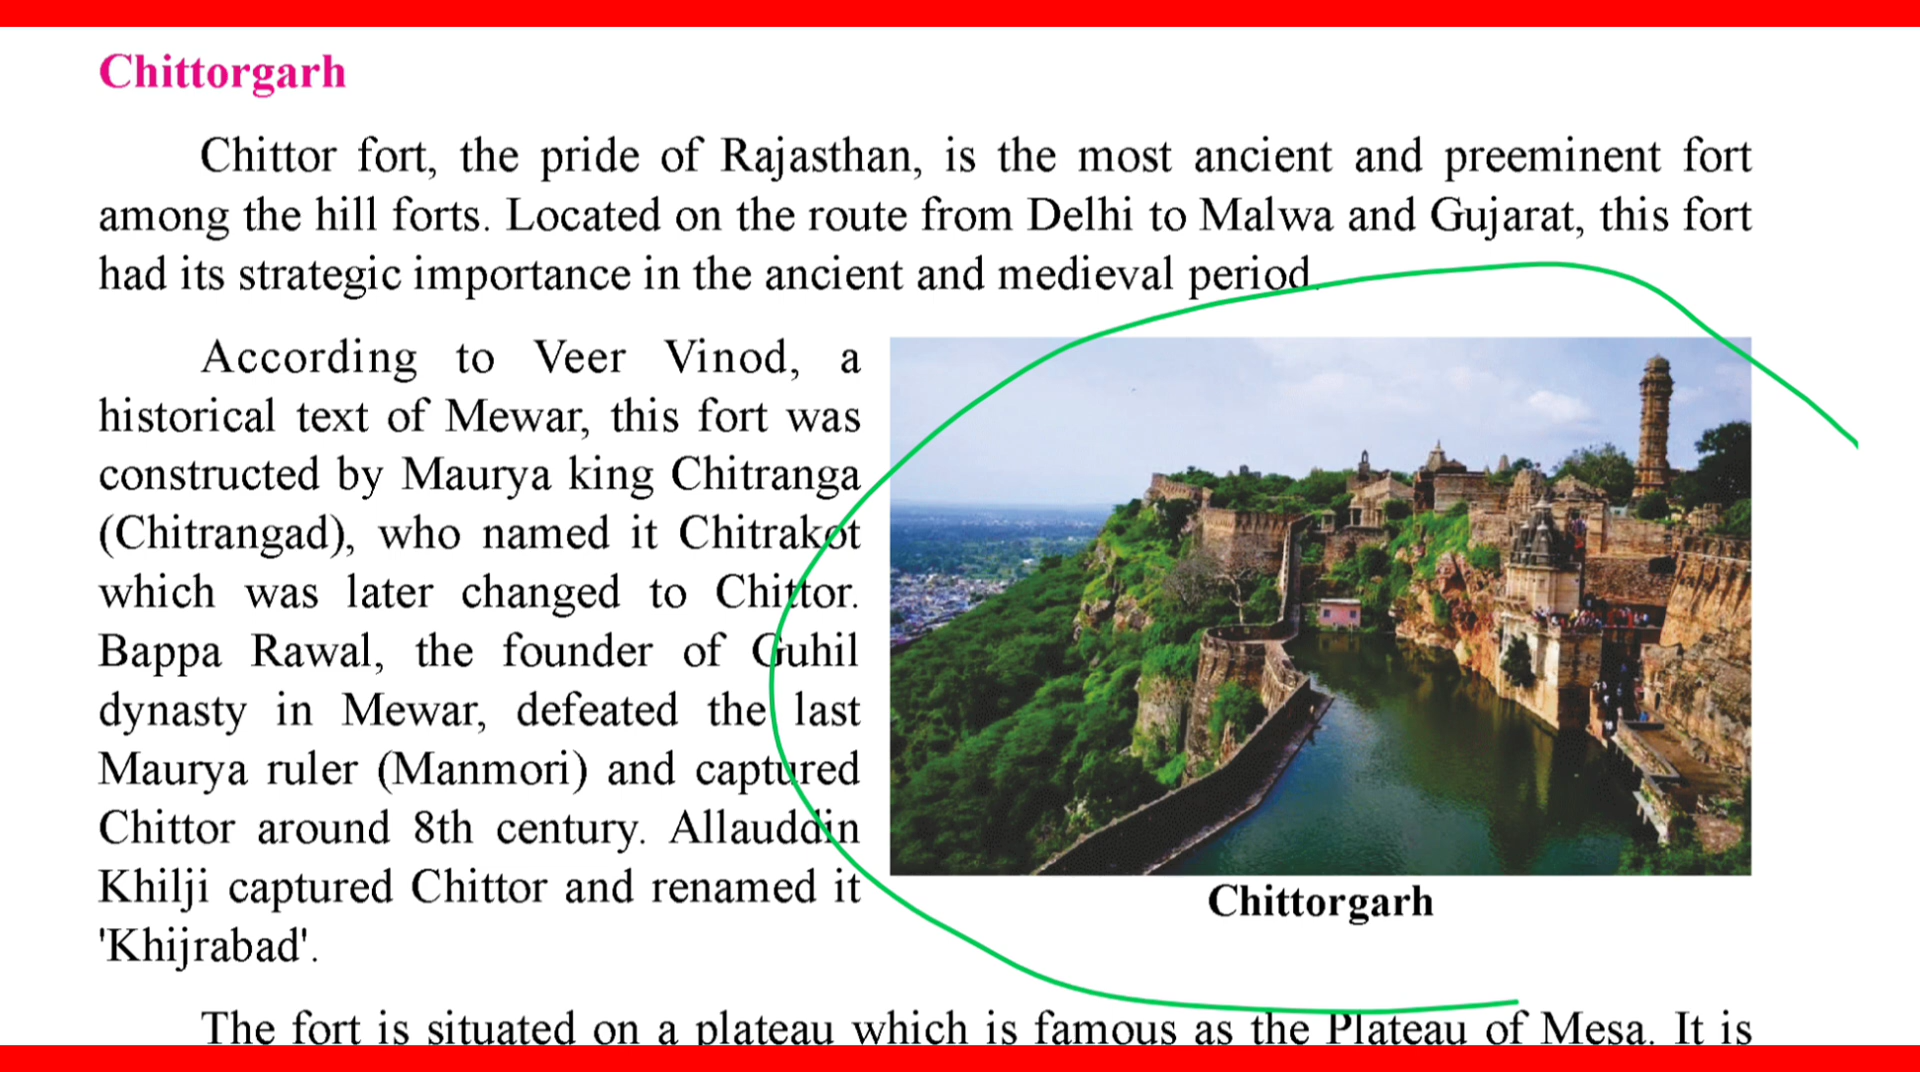 Chittorgarh
Chittor fort, the pride of Rajasthan, is the most ancient and preeminent fort
among the hill forts. Located on the route from Delhi to Malwa and Gujarat, this fort
had its strategic importance in the ancient and medieval period.
According to Veer Vinod, a
historical text of Mewar, this fort was
constructed by Maurya king Chitranga
(Chitrangad), who named it Chitrakot
which was later changed to Chittor.
Bappa Rawal, the founder of Guhil
dynasty in Mewar, defeated the last
Maurya ruler (Manmori) and captured
Chittor around 8th century. Allauddin
Khilji captured Chittor and renamed it
'Khijrabad'.
Chittorgarh
The fort is situated on a plateau which is famous as the Plateau of Mesa. It is